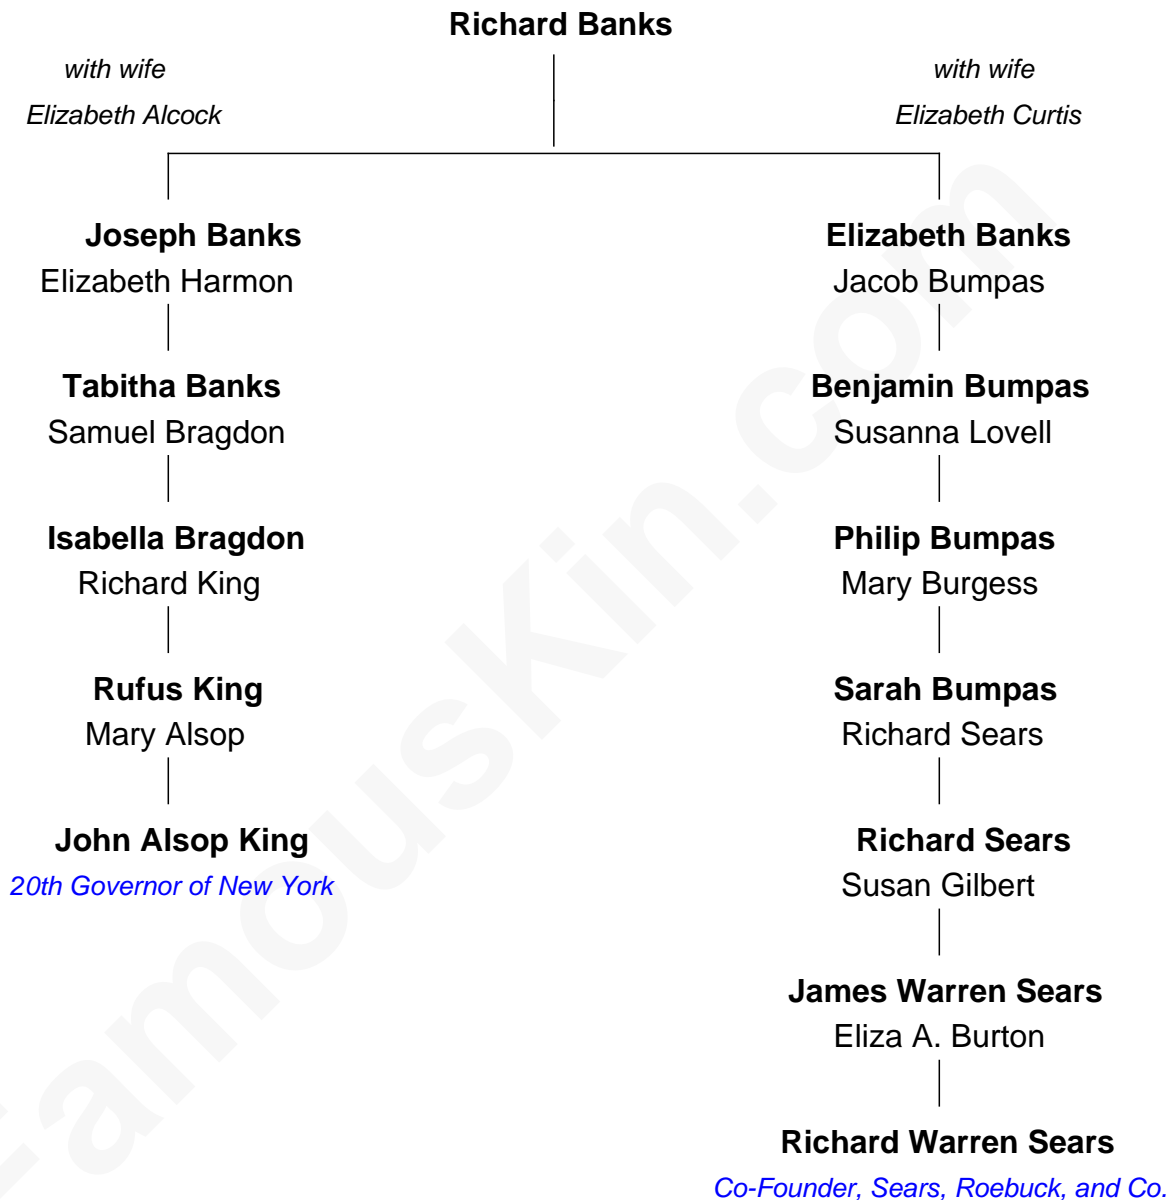 Richard Banks
with wife
Elizabeth Alcock
with wife
Elizabeth Curtis
Joseph Banks
Elizabeth Harmon
Tabitha Banks
Samuel Bragdon
Isabella Bragdon
Richard King
Rufus King
Mary Alsop
John Alsop King
20th Governor of New York
Elizabeth Banks
Jacob Bumpas
Benjamin Bumpas
Susanna Lovell
Philip Bumpas
Mary Burgess
Sarah Bumpas
Richard Sears
Richard Sears
Susan Gilbert
James Warren Sears
Eliza A. Burton
Richard Warren Sears
Co-Founder, Sears, Roebuck, and Co.
FamousKin.com